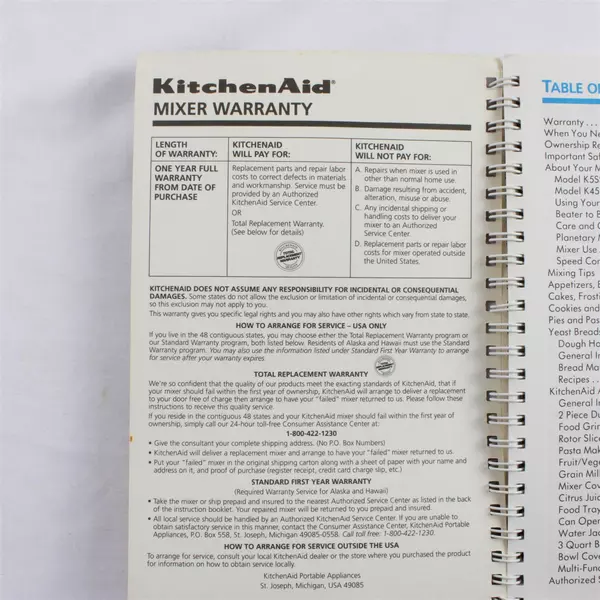 KitchenAid®
MIXER WARRANTY
LENGTH
OF WARRANTY:
KITCHENAID
WILL PAY FOR:
KITCHENAID
WILL NOT PAY FOR:
ONE YEAR FULL
WARRANTY
FROM DATE OF
PURCHASE
Replacement parts and repair labor
costs to correct defects in materials
and workmanship. Service must be
provided by an Authorized
KitchenAid Service Center.
OR
Total Replacement Warranty.
(See below for details)
TOTAL
REPLACEMENT
WARRANTY
A. Repairs when mixer is used in
other than normal home use.
B. Damage resulting from accident,
alteration, misuse or abuse.
C. Any incidental shipping or
handling costs to deliver your
mixer to an Authorized
Service Center.
D. Replacement parts or repair labor
costs for mixer operated outside
the United States.
KITCHENAID DOES NOT ASSUME ANY RESPONSIBILITY FOR INCIDENTAL OR CONSEQUENTIAL
DAMAGES. Some states do not allow the exclusion or limitation of incidental or consequential damages,
so this exclusion may not apply to you.
This warranty gives you specific legal rights and you may also have other rights which vary from state to state.
HOW TO ARRANGE FOR SERVICE – USA ONLY
If you live in the 48 contiguous states, you may choose either the Total Replacement Warranty program or
our Standard Warranty program, both listed below. Residents of Alaska and Hawaii must use the Standard
Warranty program. You may also use the information listed under Standard First Year Warranty to arrange
for service after your warranty expires.
TOTAL REPLACEMENT WARRANTY
We're so confident that the quality of our products meet the exacting standards of KitchenAid, that if
your mixer should fail within the first year of ownership, KitchenAid will arrange to deliver a replacement
to your door free of charge then arrange to have your "failed" mixer returned to us. Please follow these
instructions to receive this quality service.
If you reside in the contiguous 48 states and your KitchenAid mixer should fail within the first year of
ownership, simply call our 24-hour toll-free Consumer Assistance Center at:
1-800-422-1230
• Give the consultant your complete shipping address. (No P.O. Box Numbers)
• KitchenAid will deliver a replacement mixer and arrange to have your "failed" mixer returned to us.
• Put your "failed" mixer in the original shipping carton along with a sheet of paper with your name and
address on it, and proof of purchase (register receipt, credit card charge slip, etc.)
STANDARD FIRST YEAR WARRANTY
(Required Warranty Service for Alaska and Hawaii)
• Take the mixer or ship prepaid and insured to the nearest Authorized Service Center as listed in the back
of the instruction booklet. Your repaired mixer will be returned to you prepaid and insured.
• All local service should be handled by an Authorized KitchenAid Service Center. If you are unable to
obtain satisfactory service in this manner, contact the Consumer Assistance Center, KitchenAid Portable
Appliances, P.O. Box 558, St. Joseph, Michigan 49085-0558. Call toll free: 1-800-422-1230.
HOW TO ARRANGE FOR SERVICE OUTSIDE THE USA
To arrange for service, consult your local KitchenAid dealer or the store where you purchased the product
for information on how to obtain service locally.
KitchenAid Portable Appliances
St. Joseph, Michigan, USA 49085
TABLE O
Warranty . . .
When You Ne
Ownership Re
Important Saf
About Your M
Model K5S
Model K45
Using Your
Beater to B
Care and C
Planetary M
Mixer Use
Speed Con
Mixing Tips
Appetizers, E
Cakes, Frosti
Cookies and
Pies and Pas
Yeast Breads
Dough Ho
General In
Bread Ma
Recipes . .
KitchenAid A
General In
2 Piece Du
Food Grin
Rotor Slice
Pasta Mak
Fruit/Vege
Grain Mill
Mixer Cov
Citrus Juic
Food Tray
Can Open
Water Jac
3 Quart B
Bowl Cove
Multi-Func
Authorized S